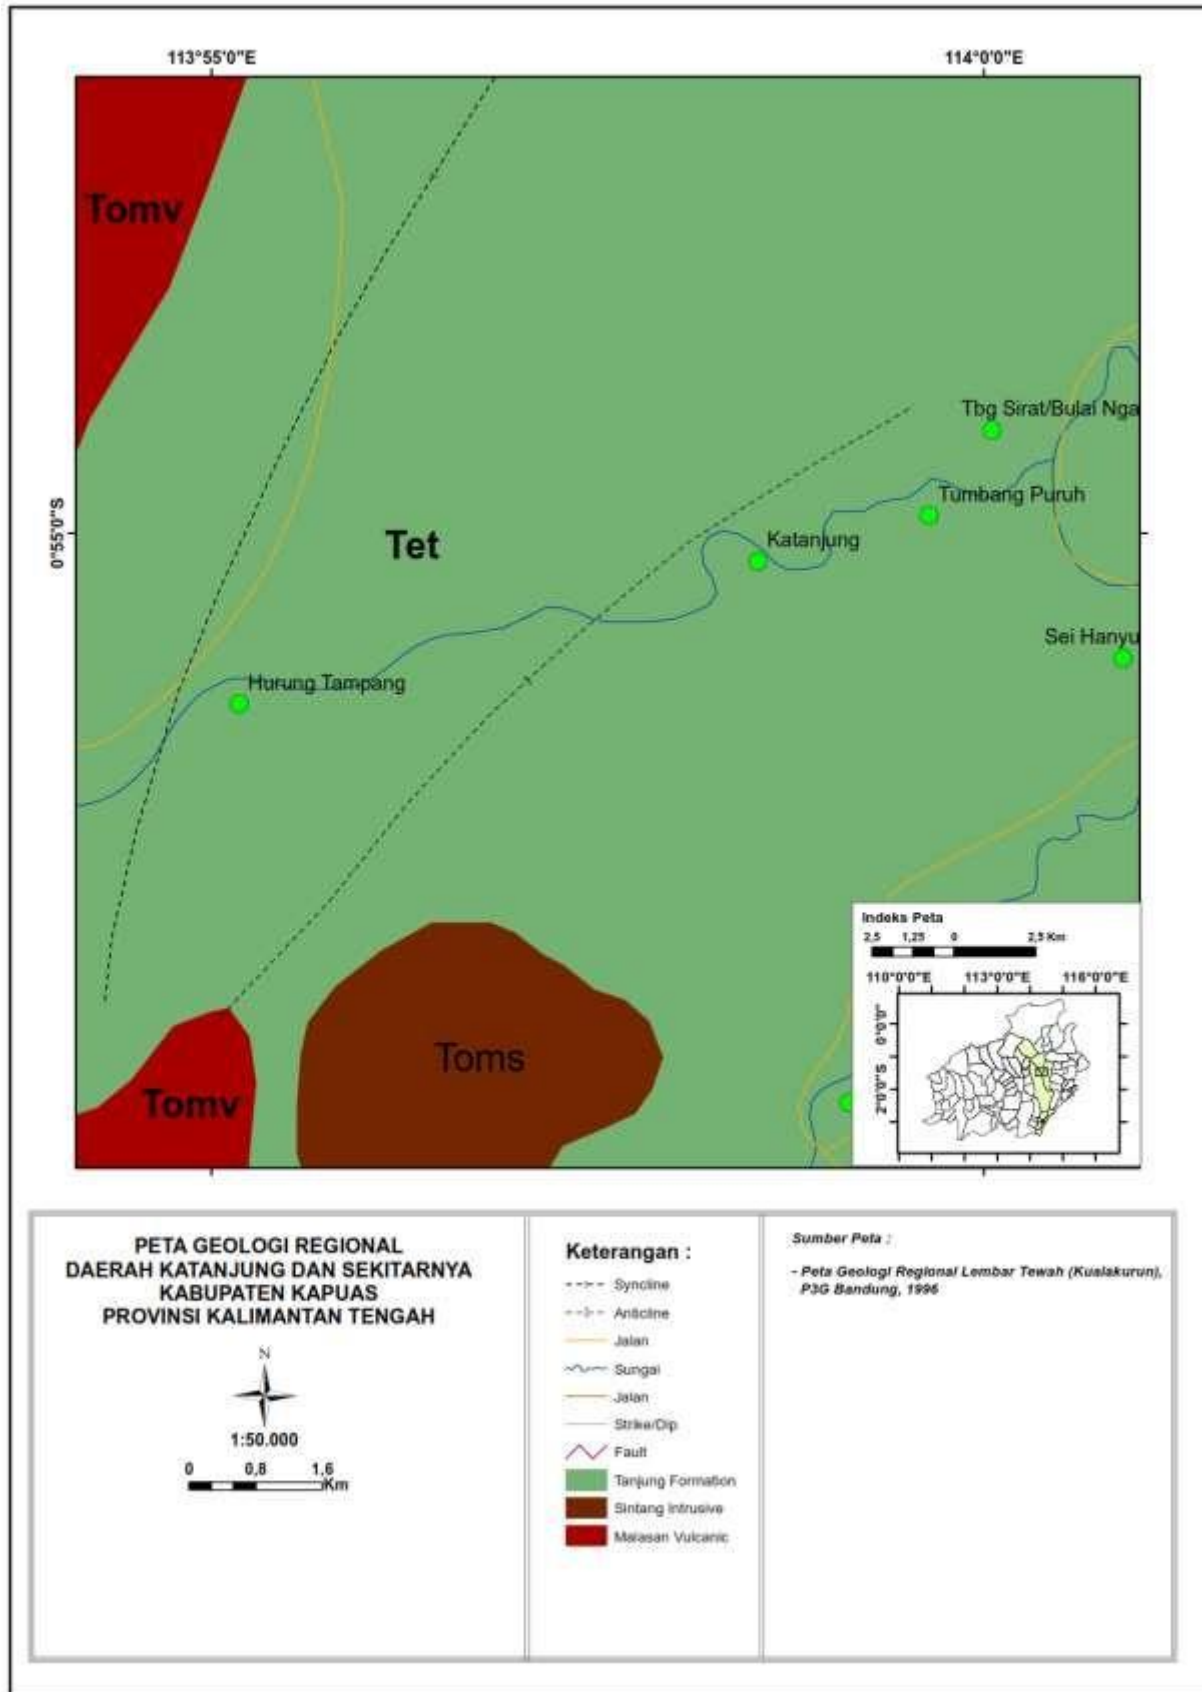 113°55'0"E
114°0'0"E
Tomv
Tbg Sirat/Bulai Nga
Tumbang Puruh
0°55'0"S
Tet
Katanjung
Sei Hanyu
Hurung Tampang
Toms
Tomv
Indeks Peta
2,5 1,25 0 2,5 Km
110°0'0"E 113°0'0"E 116°0'0"E
0°0'0"
2°0'0"S
PETA GEOLOGI REGIONAL
DAERAH KATANJUNG DAN SEKITARNYA
KABUPATEN KAPUAS
PROVINSI KALIMANTAN TENGAH
N
1:50.000
0 0,8 1,6
Km
Keterangan :
Syncline
Anticline
Jalan
Sungai
Jalan
Strike/Dip
Fault
Tanjung Formation
Sintang Intrusive
Malasan Vulcanic
Sumber Peta :
- Peta Geologi Regional Lembar Tewah (Kualakurun),
P3G Bandung, 1996